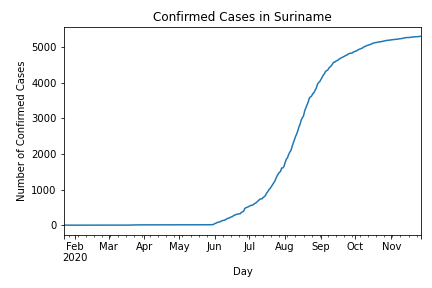 Confirmed Cases in Suriname
Number of Confirmed Cases
5000
4000
3000
2000
1000
0
Feb Mar Apr May Jun Jul Aug Sep Oct Nov
2020
Day